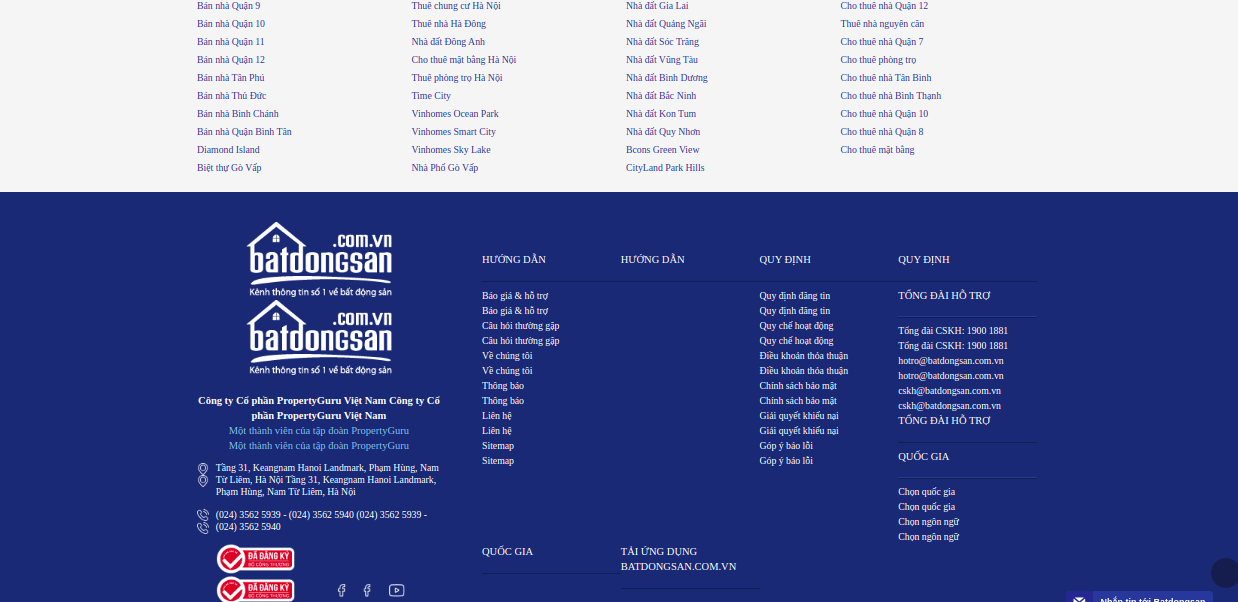 Bán nhà Quận 9
Bán nhà Quận 10
Bán nhà Quận 11
Bán nhà Quận 12
Bán nhà Tân Phú
Bán nhà Thủ Đức
Bán nhà Bình Chánh
Bán nhà Quận Bình Tân
Diamond Island
Biệt thự Gò Vấp
Thuê chung cư Hà Nội
Thuê nhà Hà Đông
Nhà đất Đông Anh
Cho thuê mặt bằng Hà Nội
Thuê phòng trọ Hà Nội
Time City
Vinhomes Ocean Park
Vinhomes Smart City
Vinhomes Sky Lake
Nhà Phố Gò Vấp
Nhà đất Gia Lai
Nhà đất Quảng Ngãi
Nhà đất Sóc Trăng
Nhà đất Vũng Tàu
Nhà đất Bình Dương
Nhà đất Bắc Ninh
Nhà đất Kon Tum
Nhà đất Quy Nhơn
Bcons Green View
CityLand Park Hills
Cho thuê nhà Quận 12
Thuê nhà nguyên căn
Cho thuê nhà Quận 7
Cho thuê phòng trọ
Cho thuê nhà Tân Bình
Cho thuê nhà Bình Thạnh
Cho thuê nhà Quận 10
Cho thuê nhà Quận 8
Cho thuê mặt bằng
.com.vn
batdongsan
Kênh thông tin số 1 về bất động sản
.com.vn
batdongsan
Kênh thông tin số 1 về bất động sản
Công ty Cổ phần PropertyGuru Việt Nam Công ty Cổ
phần PropertyGuru Việt Nam
Một thành viên của tập đoàn PropertyGuru
Một thành viên của tập đoàn PropertyGuru
Tầng 31, Keangnam Hanoi Landmark, Phạm Hùng, Nam
Từ Liêm, Hà Nội Tầng 31, Keangnam Hanoi Landmark,
Phạm Hùng, Nam Từ Liêm, Hà Nội
(024) 3562 5939 - (024) 3562 5940 (024) 3562 5939 -
(024) 3562 5940
ĐÃ ĐĂNG KÝ
BỘ CÔNG THƯƠNG
ĐÃ ĐĂNG KÝ
BỘ CÔNG THƯƠNG
HƯỚNG DẪN
Báo giá & hỗ trợ
Báo giá & hỗ trợ
Câu hỏi thường gặp
Câu hỏi thường gặp
Về chúng tôi
Về chúng tôi
Thông báo
Thông báo
Liên hệ
Liên hệ
Sitemap
Sitemap
HƯỚNG DẪN
QUY ĐỊNH
Quy định đăng tin
Quy định đăng tin
Quy chế hoạt động
Quy chế hoạt động
Điều khoản thỏa thuận
Điều khoản thỏa thuận
Chính sách bảo mật
Chính sách bảo mật
Giải quyết khiếu nại
Giải quyết khiếu nại
Góp ý báo lỗi
Góp ý báo lỗi
QUY ĐỊNH
TỔNG ĐÀI HỖ TRỢ
Tổng đài CSKH: 1900 1881
Tổng đài CSKH: 1900 1881
hotro@batdongsan.com.vn
hotro@batdongsan.com.vn
cskh@batdongsan.com.vn
cskh@batdongsan.com.vn
TỔNG ĐÀI HỖ TRỢ
QUỐC GIA
Chọn quốc gia
Chọn quốc gia
Chọn ngôn ngữ
Chọn ngôn ngữ
QUỐC GIA
TẢI ỨNG DỤNG
BATDONGSAN.COM.VN
Nhắn tin tới Batdongsan